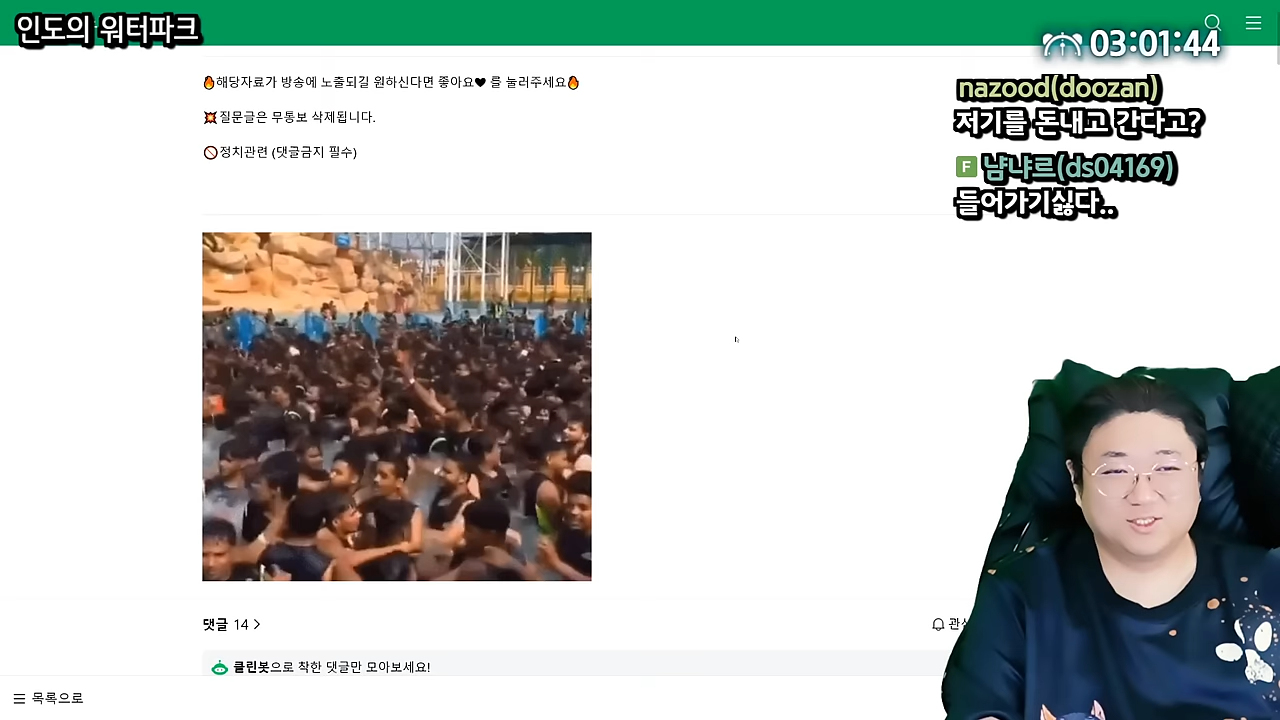 인도의 워터파크
03:01:44
🔥해당자료가 방송에 노출되길 원하신다면 좋아요🖤 를 눌러주세요🔥
💥질문글은 무통보 삭제됩니다.
🚫정치관련 (댓글금지 필수)
nazood(doozan)
저기를 돈내고 간다고?
F 냠냐르(ds04169)
들어가기싫다..
댓글 14 >
클린봇으로 착한 댓글만 모아보세요!
목록으로